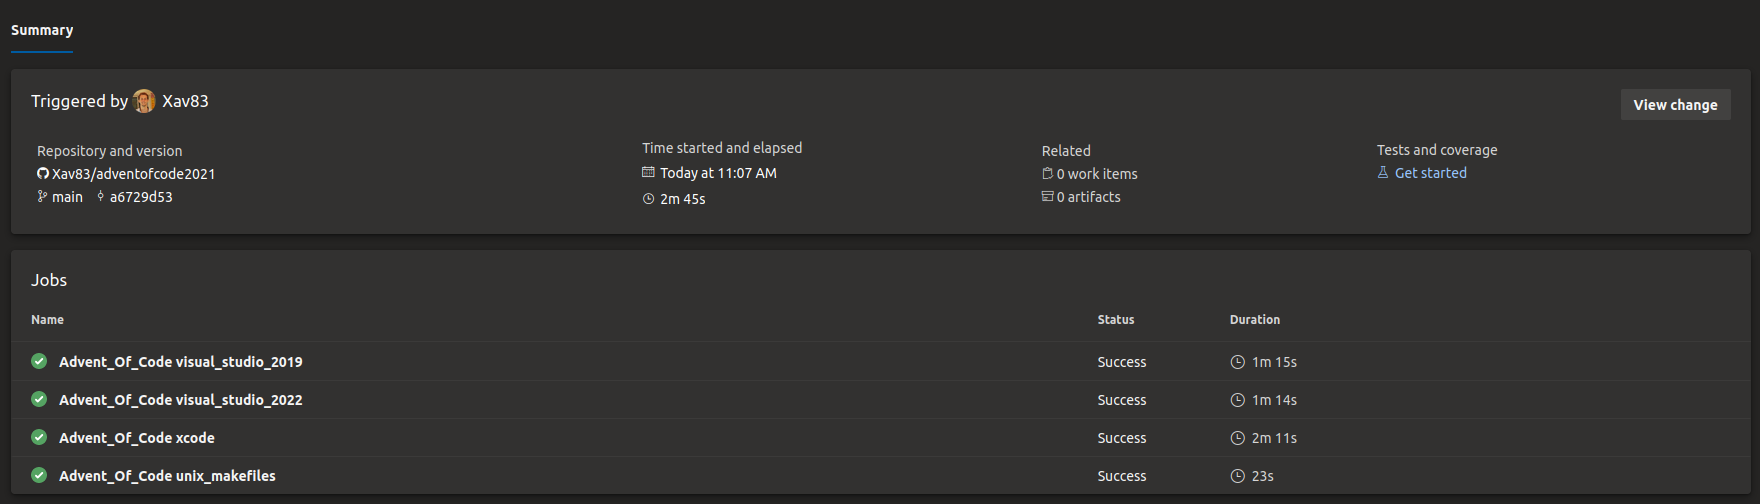 Summary
Triggered by Xav83
View change
Repository and version
Xav83/adventofcode2021
main a6729d53
Time started and elapsed
Today at 11:07 AM
2m 45s
Related
0 work items
0 artifacts
Tests and coverage
Get started
Jobs
Name Status Duration
Advent_Of_Code visual_studio_2019 Success 1m 15s
Advent_Of_Code visual_studio_2022 Success 1m 14s
Advent_Of_Code xcode Success 2m 11s
Advent_Of_Code unix_makefiles Success 23s